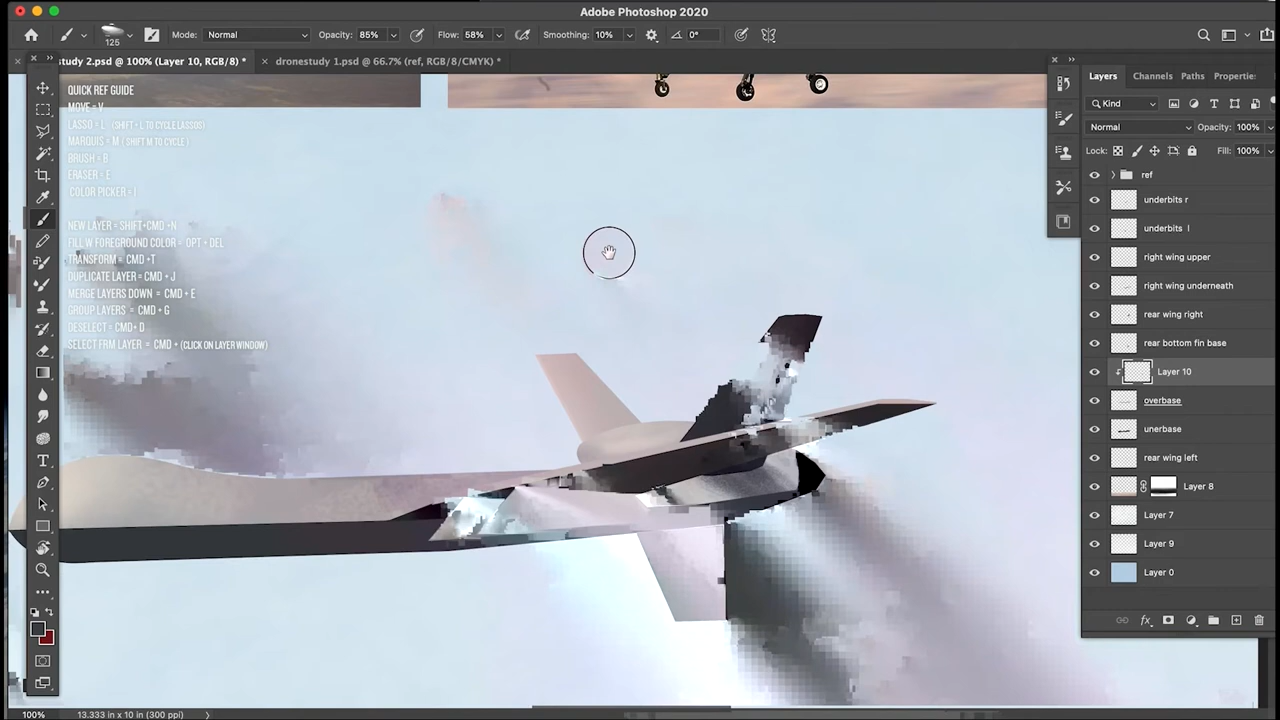 Adobe Photoshop 2020
125
Mode: Normal
Opacity: 85%
Flow: 58%
Smoothing: 10%
0°
study 2.psd @ 100% (Layer 10, RGB/8) *
dronestudy 1.psd @ 66.7% (ref, RGB/8/CMYK) *
QUICK REF GUIDE
MOVE = V
LASSO = L (SHIFT + L TO CYCLE LASSOS)
MARQUIS = M ( SHIFT M TO CYCLE )
BRUSH = B
ERASER = E
COLOR PICKER = I
NEW LAYER = SHIFT+CMD +N
FILL W FOREGROUND COLOR = OPT + DEL
TRANSFORM = CMD +T
DUPLICATE LAYER = CMD + J
MERGE LAYERS DOWN = CMD + E
GROUP LAYERS = CMD + G
DESELECT = CMD+ D
SELECT FRM LAYER = CMD + (CLICK ON LAYER WINDOW)
Layers
Channels
Paths
Propertie
Kind
Normal
Opacity: 100%
Lock:
Fill: 100%
ref
underbits r
underbits l
right wing upper
right wing underneath
rear wing right
rear bottom fin base
Layer 10
overbase
unerbase
rear wing left
Layer 8
Layer 7
Layer 9
Layer 0
100%
13.333 in x 10 in (300 ppi)